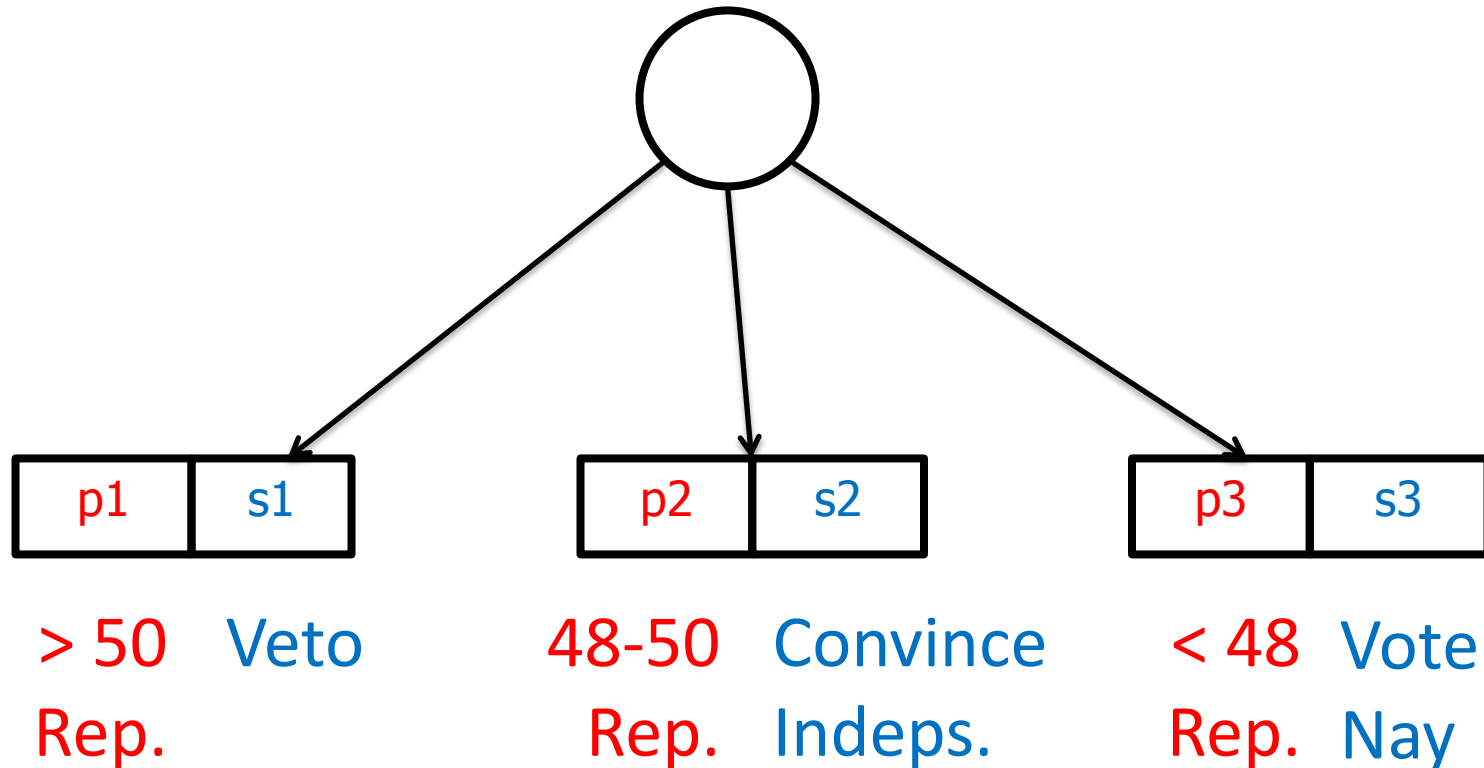 p1 s1 p2 s2 p3 s3
> 50 Veto 48-50 Convince < 48 Vote
Rep. Rep. Indeps. Rep. Nay